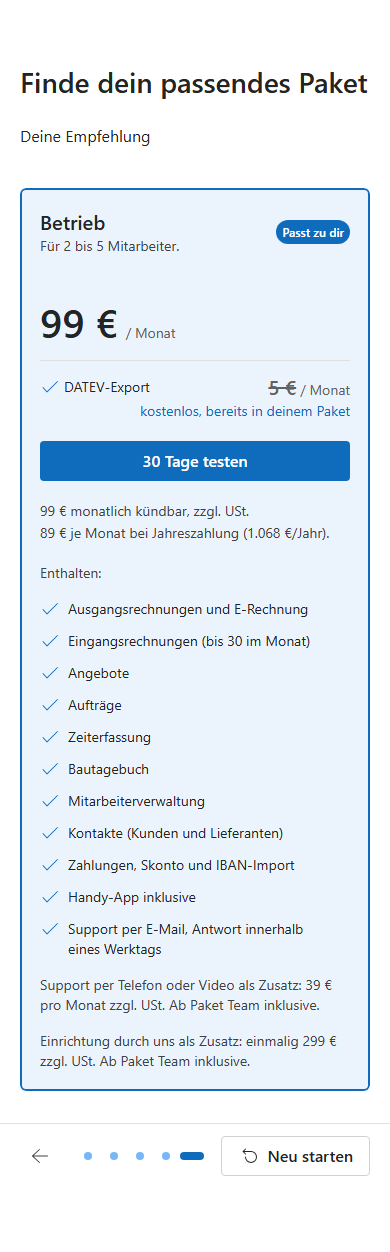 Finde dein passendes Paket
Deine Empfehlung
Betrieb
Für 2 bis 5 Mitarbeiter.
Passt zu dir
99 € / Monat
DATEV-Export
5 € / Monat
kostenlos, bereits in deinem Paket
30 Tage testen
99 € monatlich kündbar, zzgl. USt.
89 € je Monat bei Jahreszahlung (1.068 €/Jahr).
Enthalten:
Ausgangsrechnungen und E-Rechnung
Eingangsrechnungen (bis 30 im Monat)
Angebote
Aufträge
Zeiterfassung
Bautagebuch
Mitarbeiterverwaltung
Kontakte (Kunden und Lieferanten)
Zahlungen, Skonto und IBAN-Import
Handy-App inklusive
Support per E-Mail, Antwort innerhalb
eines Werktags
Support per Telefon oder Video als Zusatz: 39 €
pro Monat zzgl. USt. Ab Paket Team inklusive.
Einrichtung durch uns als Zusatz: einmalig 299 €
zzgl. USt. Ab Paket Team inklusive.
Neu starten